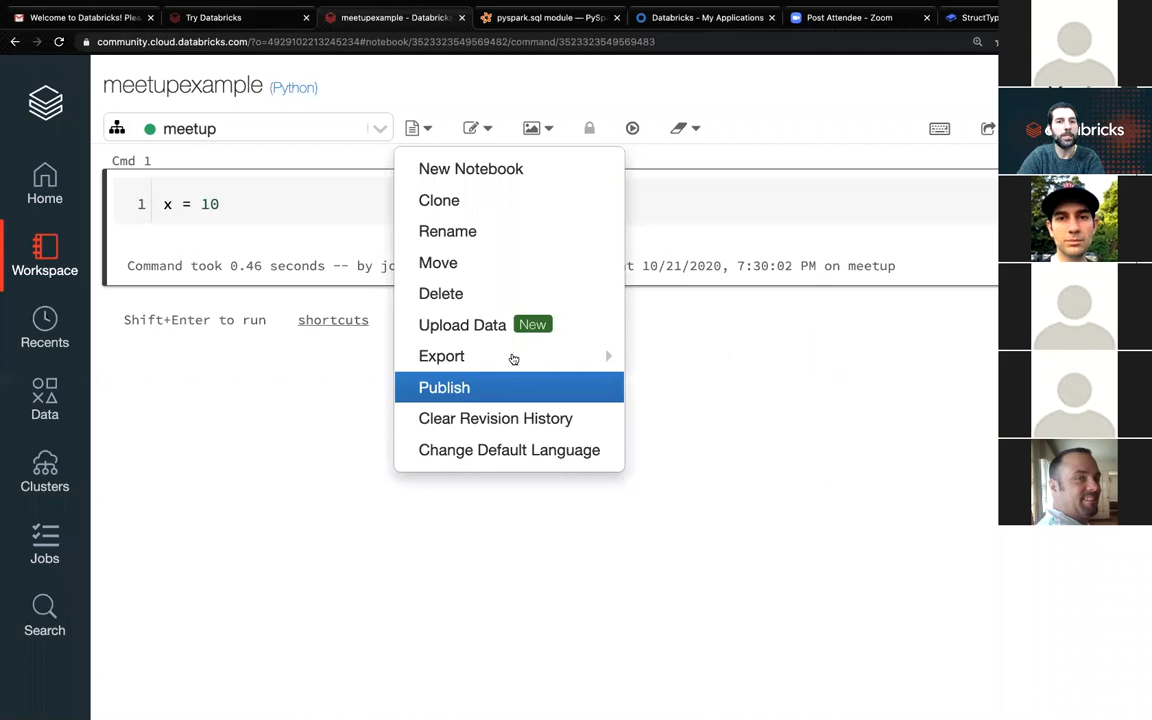 Welcome to Databricks! Plea
Try Databricks
meetupexample - Databricks
pyspark.sql module — PySp
Databricks - My Applications
Post Attendee - Zoom
StructTyp
community.cloud.databricks.com/?o=4929102213245234#notebook/3523323549569482/command/3523323549569483
meetupexample (Python)
meetup
Cmd 1
1 x = 10
Command took 0.46 seconds -- by jo
t 10/21/2020, 7:30:02 PM on meetup
Shift+Enter to run shortcuts
New Notebook
Clone
Rename
Move
Delete
Upload Data New
Export
Publish
Clear Revision History
Change Default Language
Home
Workspace
Recents
Data
Clusters
Jobs
Search